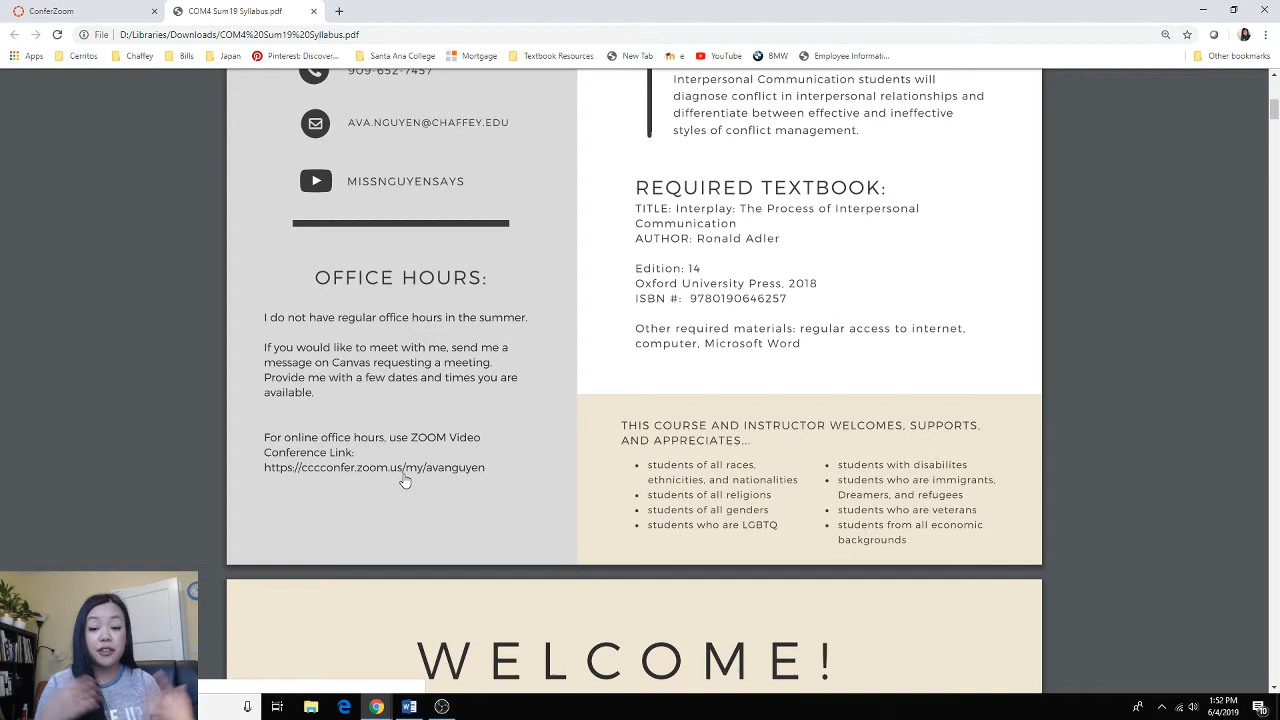 ConferZoom
COM4 Sum19 Syllabus.pdf
File
D:/Libraries/Downloads/COM4%20Sum19%20Syllabus.pdf
Apps
Cerritos
Chaffey
Bills
Japan
Pinterest: Discover...
Santa Ana College
Mortgage
Textbook Resources
New Tab
Task e
YouTube
BMW
Employee Informati...
Other bookmarks
909-652-7457
AVA.NGUYEN@CHAFFEY.EDU
MISSNGUYENSAYS
OFFICE HOURS:
I do not have regular office hours in the summer.
If you would like to meet with me, send me a
message on Canvas requesting a meeting.
Provide me with a few dates and times you are
available.
For online office hours, use ZOOM Video
Conference Link:
https://cccconfer.zoom.us/my/avanguyen
Interpersonal Communication students will
diagnose conflict in interpersonal relationships and
differentiate between effective and ineffective
styles of conflict management.
REQUIRED TEXTBOOK:
TITLE: Interplay: The Process of Interpersonal
Communication
AUTHOR: Ronald Adler
Edition: 14
Oxford University Press, 2018
ISBN #: 9780190646257
Other required materials: regular access to internet,
computer, Microsoft Word
THIS COURSE AND INSTRUCTOR WELCOMES, SUPPORTS,
AND APPRECIATES...
students of all races,
ethnicities, and nationalities
students of all religions
students of all genders
students who are LGBTQ
students with disabilites
students who are immigrants,
Dreamers, and refugees
students who are veterans
students from all economic
backgrounds
WELCOME!
1:52 PM
6/4/2019